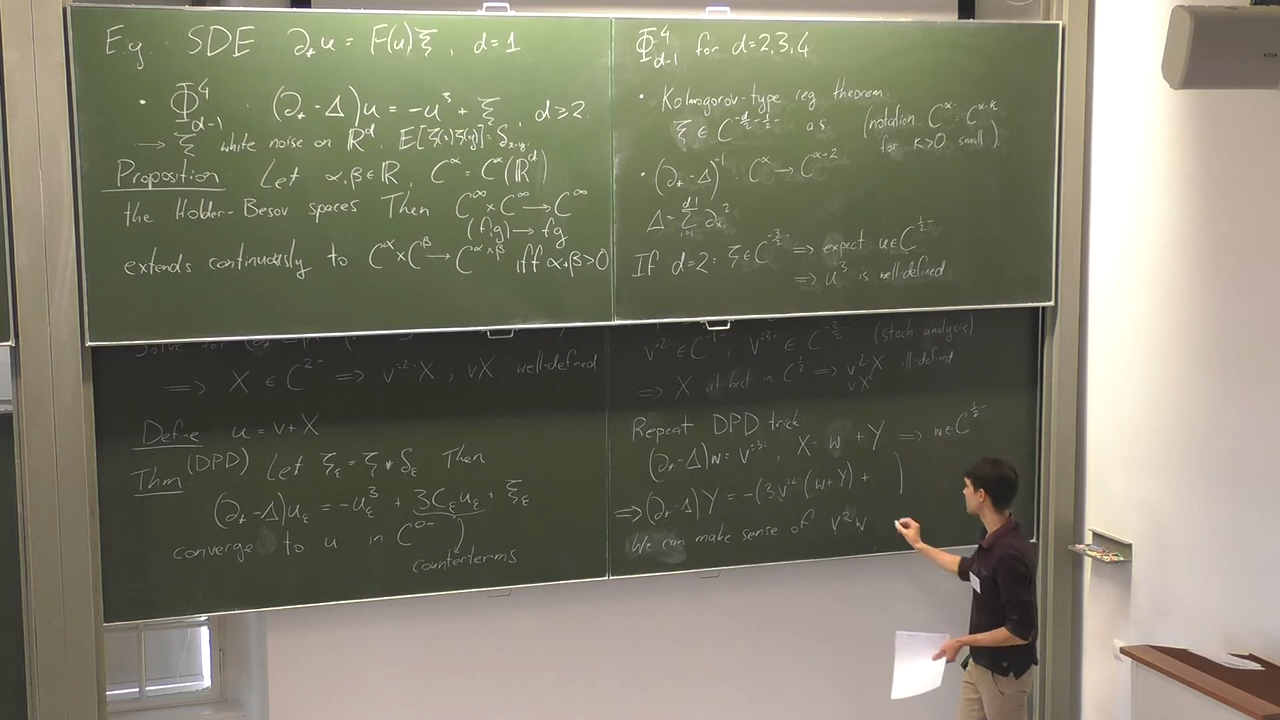 E.g. SDE ∂ₜu = F(u)ξ, d=1
• Φ⁴_{d-1} : (∂ₜ-Δ)u = -u³ + ξ, d≥2.
→ ξ white noise on ℝᵈ, E[ξ(x)ξ(y)] = δ_{x-y}
Proposition Let α,β∈ℝ, C^α = C^α(ℝᵈ)
the Hölder-Besov spaces Then C^∞×C^∞ → C^∞
(f,g) → fg
extends continuously to C^α×C^β → C^{α∧β} iff α+β>0
Φ⁴_{d-1} for d=2,3,4
• Kolmogorov-type reg theorem
ξ ∈ C^{-d/2-1/2-} a.s. (notation C^{α-} = C^{α-κ}
for κ>0 small).
• (∂ₜ-Δ)^{-1} C^α → C^{α+2}
Δ = Σ_{i=1}^{d-1} ∂²_{x_i}
If d=2: ξ∈C^{-3/2-} ⇒ expect u∈C^{1/2-}
⇒ u³ is well-defined
Solve for
⇒ X ∈ C^{2-} ⇒ v^{:2:}X, vX well-defined
Define u = v+X
Thm (DPD) Let ξ_ε = ξ * δ_ε Then
(∂ₜ-Δ)u_ε = -u_ε³ + 3C_ε u_ε + ξ_ε
converge to u in C^{0-}
counterterms
v^{:2:} ∈ C^{-1-}, v^{:3:} ∈ C^{-3/2-} (stoch analysis)
⇒ X at best in C^{1/2-} ⇒ v^{:2:}X ill-defined
vX²
Repeat DPD trick:
(∂ₜ-Δ)w = v^{:3:}, X = -w + Y ⇒ w∈C^{1/2-}
⇒ (∂ₜ-Δ)Y = -(3v^{:2:}(w+Y) + )
We can make sense of v²w